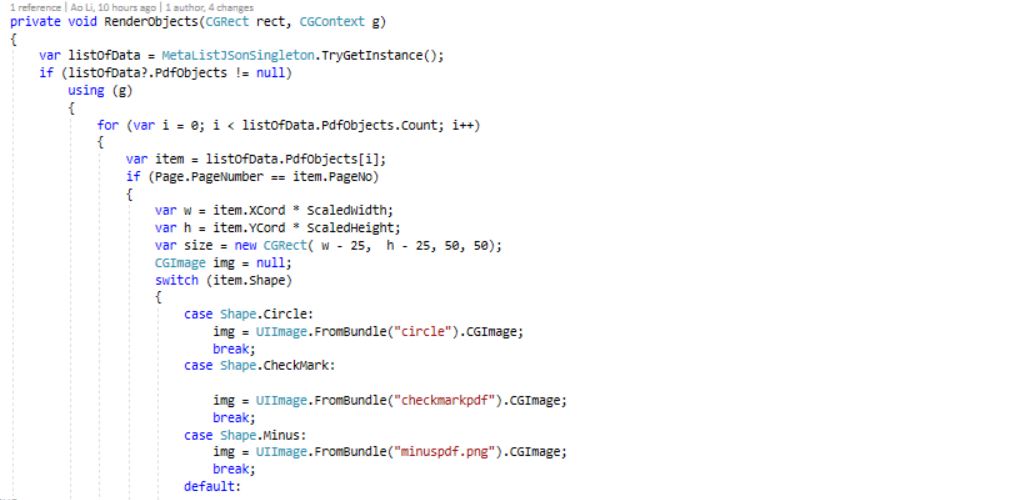 1 reference | Ao Li, 10 hours ago | 1 author, 4 changes
private void RenderObjects(CGRect rect, CGContext g)
{
    var listOfData = MetaListJSonSingleton.TryGetInstance();
    if (listOfData?.PdfObjects != null)
        using (g)
        {
            for (var i = 0; i < listOfData.PdfObjects.Count; i++)
            {
                var item = listOfData.PdfObjects[i];
                if (Page.PageNumber == item.PageNo)
                {
                    var w = item.XCord * ScaledWidth;
                    var h = item.YCord * ScaledHeight;
                    var size = new CGRect( w - 25,  h - 25, 50, 50);
                    CGImage img = null;
                    switch (item.Shape)
                    {
                        case Shape.Circle:
                            img = UIImage.FromBundle("circle").CGImage;
                            break;
                        case Shape.CheckMark:

                            img = UIImage.FromBundle("checkmarkpdf").CGImage;
                            break;
                        case Shape.Minus:
                            img = UIImage.FromBundle("minuspdf.png").CGImage;
                            break;
                        default: